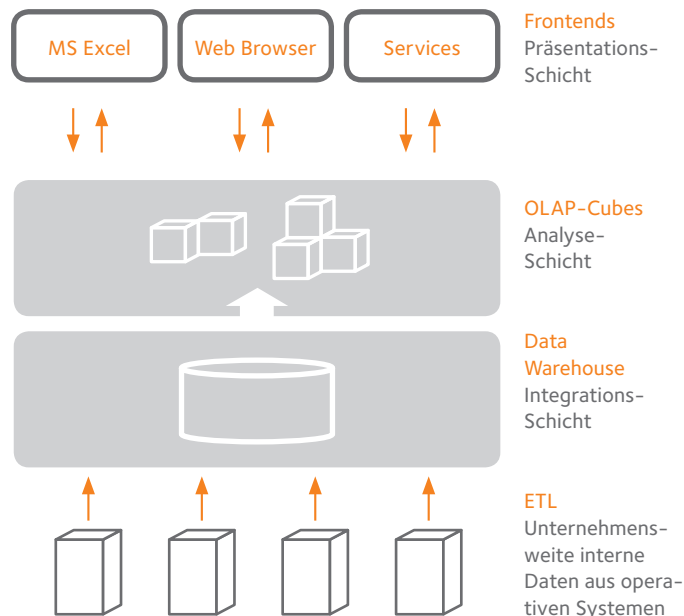 MS Excel
Web Browser
Services
Frontends
Präsentations-
Schicht
OLAP-Cubes
Analyse-
Schicht
Data
Warehouse
Integrations-
Schicht
ETL
Unternehmens-
weite interne
Daten aus opera-
tiven Systemen